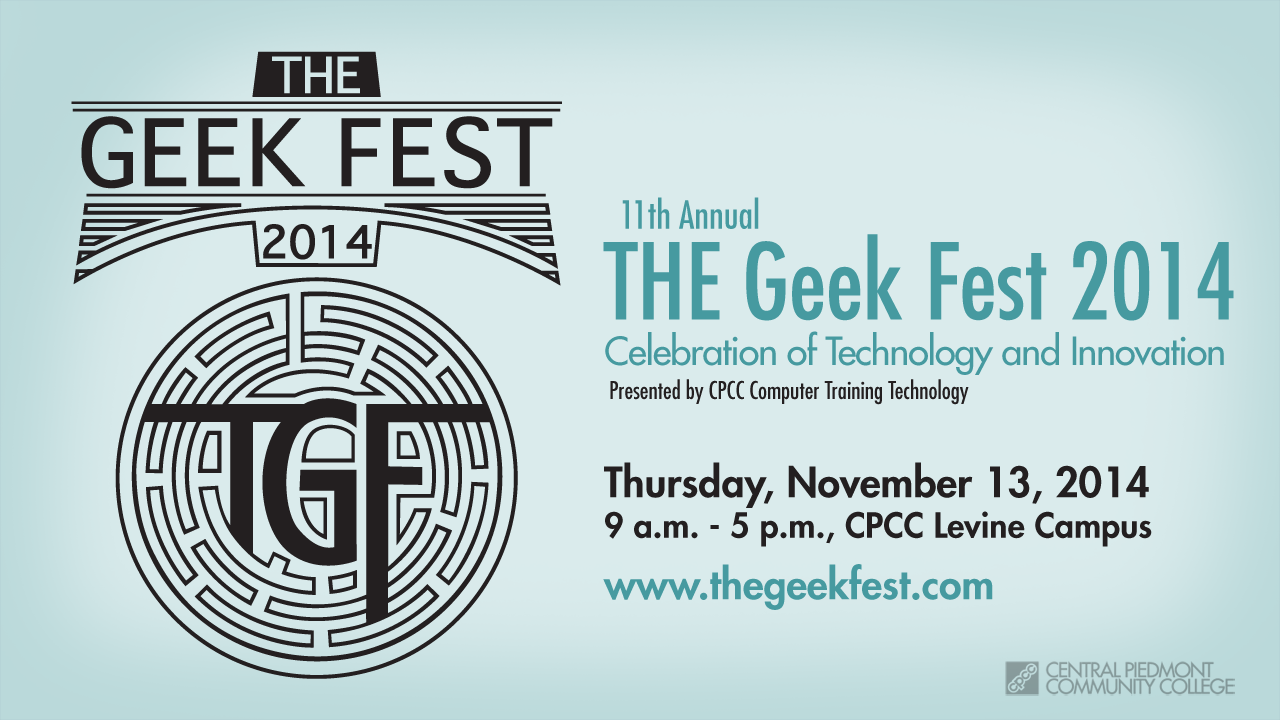 THE
GEEK FEST
2014
TGF
11th Annual
THE Geek Fest 2014
Celebration of Technology and Innovation
Presented by CPCC Computer Training Technology
Thursday, November 13, 2014
9 a.m. - 5 p.m., CPCC Levine Campus
www.thegeekfest.com
cpcc
CENTRAL PIEDMONT
COMMUNITY COLLEGE